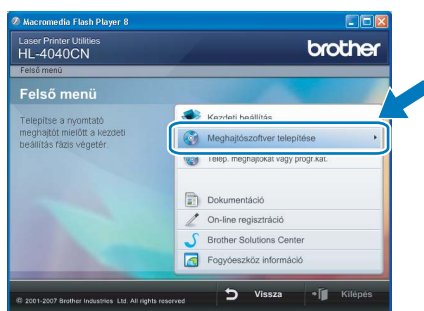 Macromedia Flash Player 8
Laser Printer Utilities
HL-4040CN
brother
Felső menü
Felső menü
Telepítse a nyomtató
meghajtót mielőtt a kezdeti
beállítás fázis végetér.
Kezdeti beállítás
Meghajtószoftver telepítése
Telep. meghajtókat vagy progr.kat.
Dokumentáció
On-line regisztráció
Brother Solutions Center
Fogyóeszköz információ
© 2001-2007 Brother Industries Ltd. All rights reserved
Vissza
Kilépés